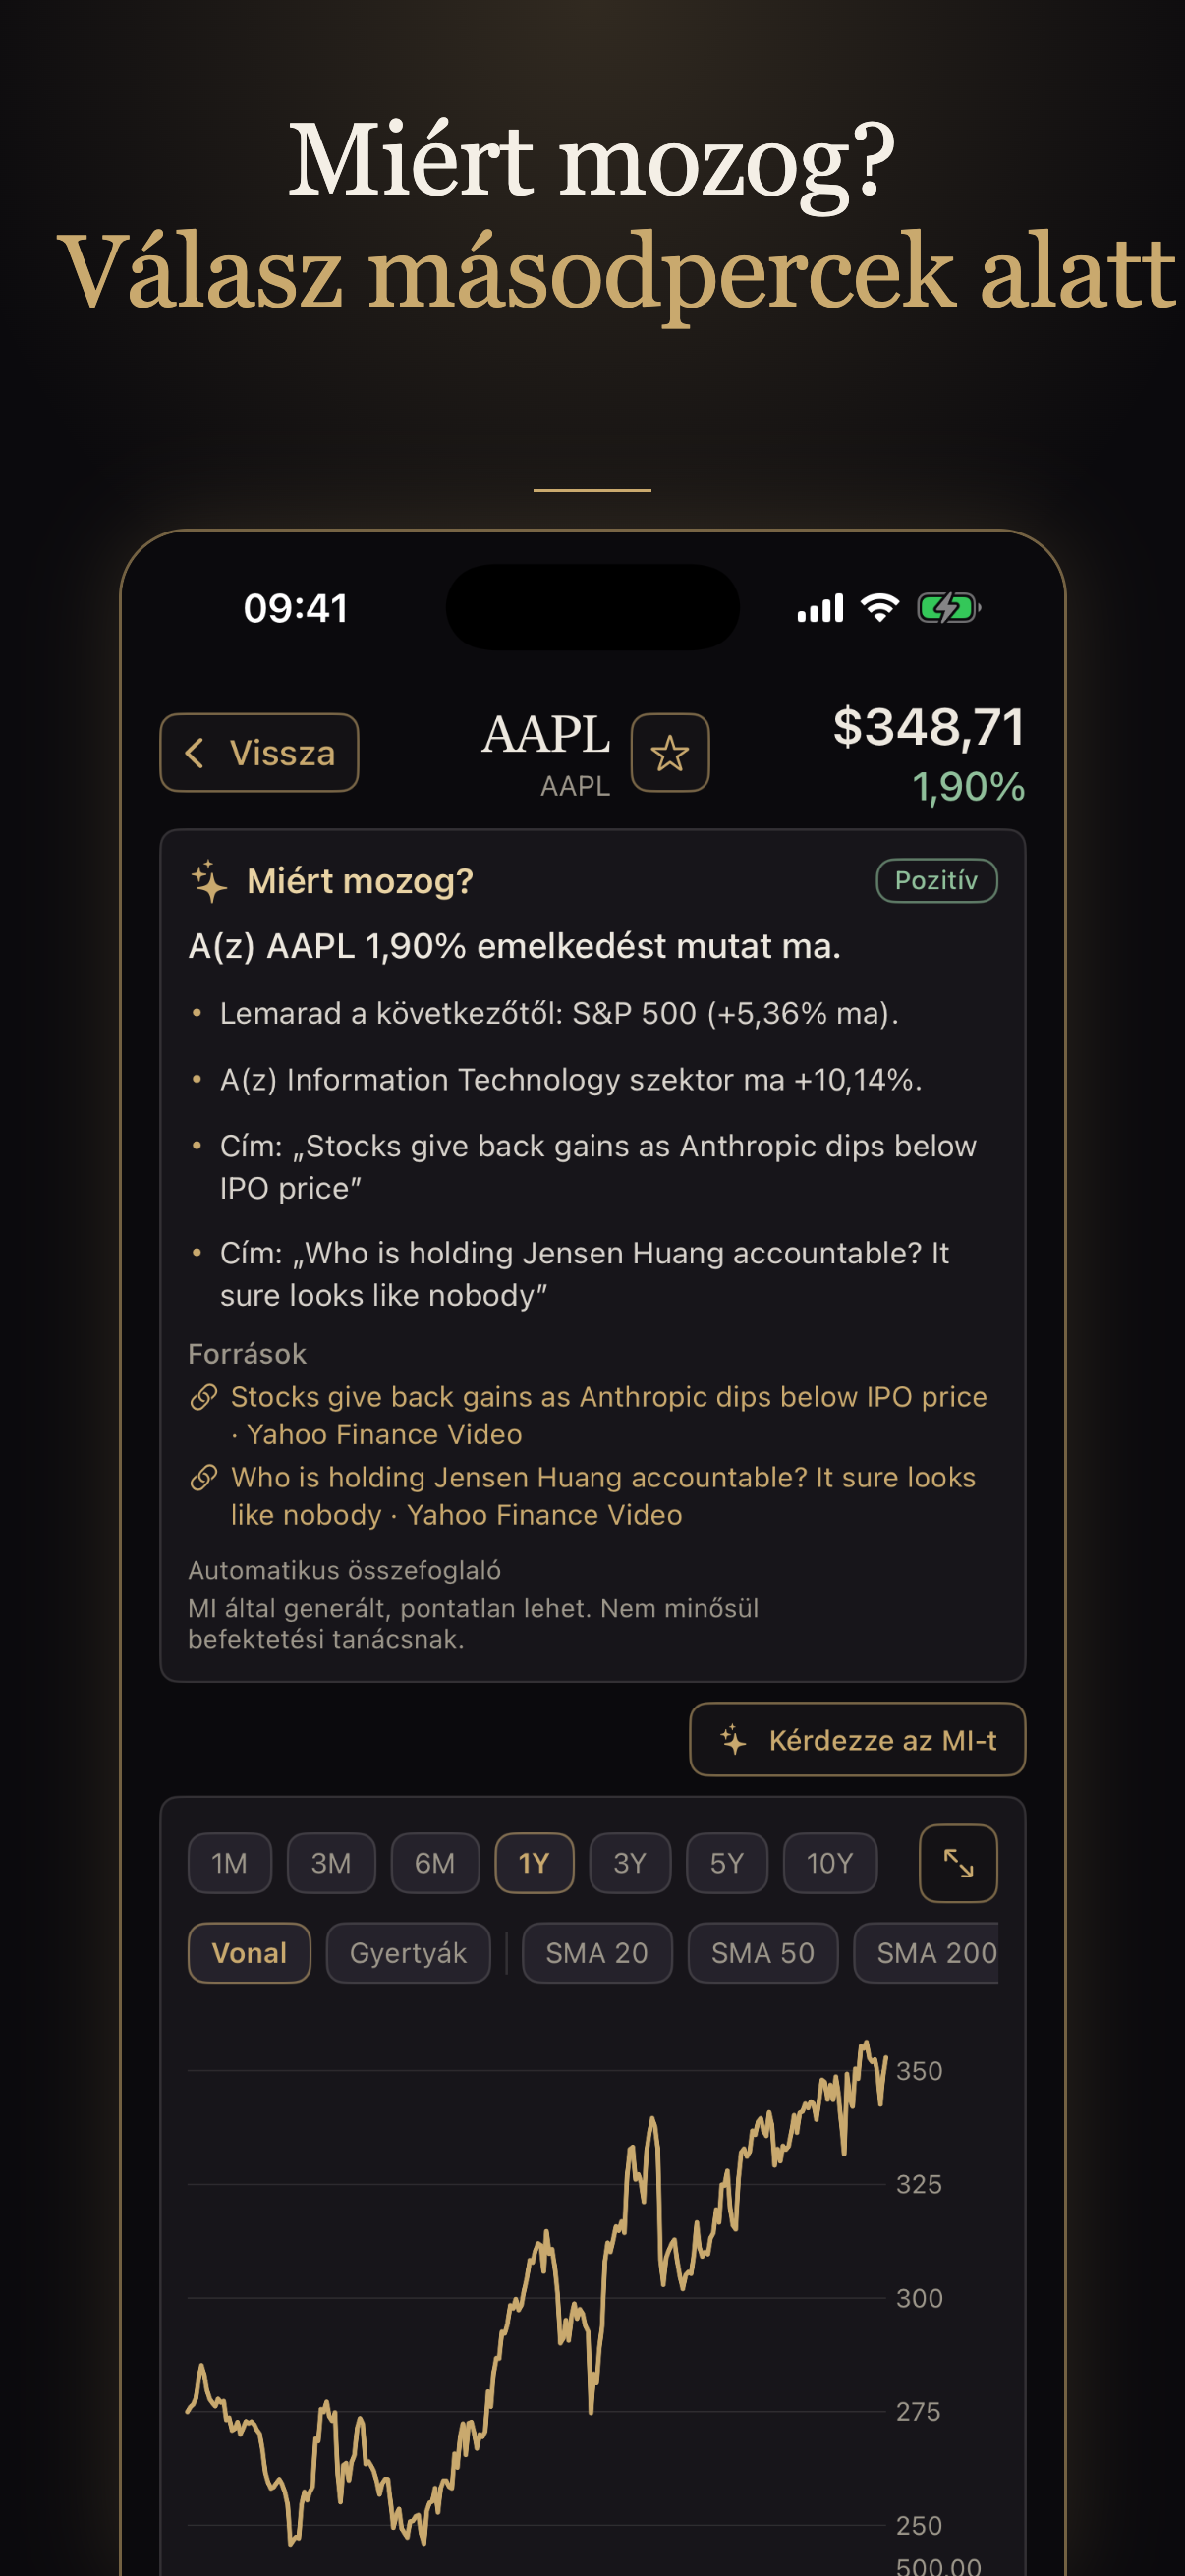 Miért mozog?
Válasz másodpercek alatt
09:41
Vissza
AAPL
AAPL
$348,71
1,90%
Miért mozog?
Pozitív
A(z) AAPL 1,90% emelkedést mutat ma.
• Lemarad a következőtől: S&P 500 (+5,36% ma).
• A(z) Information Technology szektor ma +10,14%.
• Cím: „Stocks give back gains as Anthropic dips below
IPO price”
• Cím: „Who is holding Jensen Huang accountable? It
sure looks like nobody”
Források
Stocks give back gains as Anthropic dips below IPO price
· Yahoo Finance Video
Who is holding Jensen Huang accountable? It sure looks
like nobody · Yahoo Finance Video
Automatikus összefoglaló
MI által generált, pontatlan lehet. Nem minősül
befektetési tanácsnak.
Kérdezze az MI-t
1M 3M 6M 1Y 3Y 5Y 10Y
Vonal Gyertyák SMA 20 SMA 50 SMA 200
350
325
300
275
250
500.00